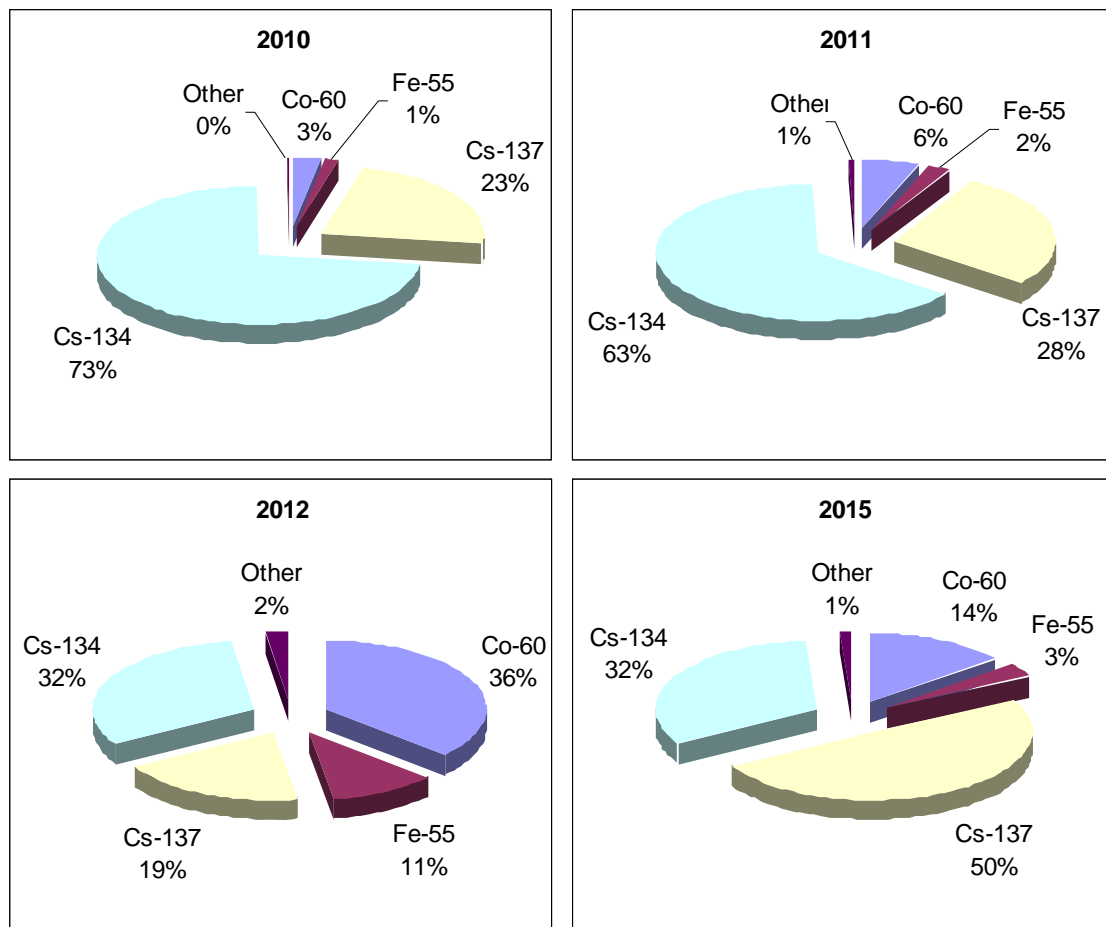 2010
Other
0%
Co-60
3%
Fe-55
1%
Cs-137
23%
Cs-134
73%
2011
Other
1%
Co-60
6%
Fe-55
2%
Cs-137
28%
Cs-134
63%
2012
Other
2%
Co-60
36%
Fe-55
11%
Cs-137
19%
Cs-134
32%
2015
Other
1%
Co-60
14%
Fe-55
3%
Cs-137
50%
Cs-134
32%